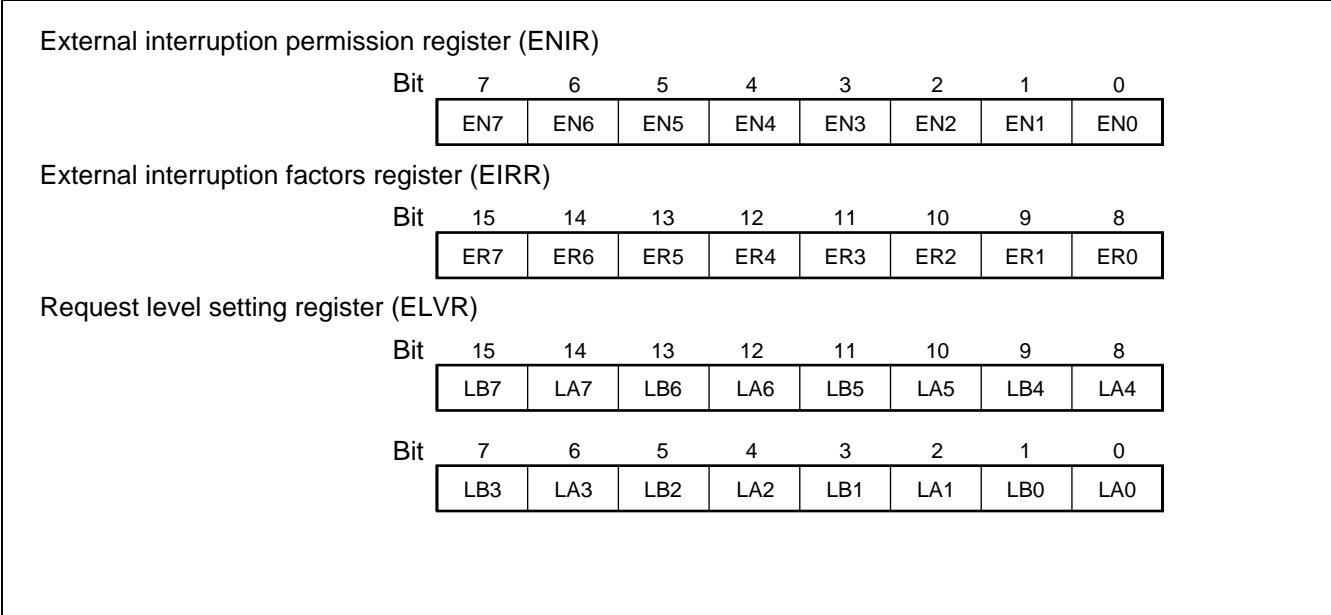 External interruption permission register (ENIR)
Bit 7 6 5 4 3 2 1 0
EN7 EN6 EN5 EN4 EN3 EN2 EN1 EN0
External interruption factors register (EIRR)
Bit 15 14 13 12 11 10 9 8
ER7 ER6 ER5 ER4 ER3 ER2 ER1 ER0
Request level setting register (ELVR)
Bit 15 14 13 12 11 10 9 8
LB7 LA7 LB6 LA6 LB5 LA5 LB4 LA4
Bit 7 6 5 4 3 2 1 0
LB3 LA3 LB2 LA2 LB1 LA1 LB0 LA0